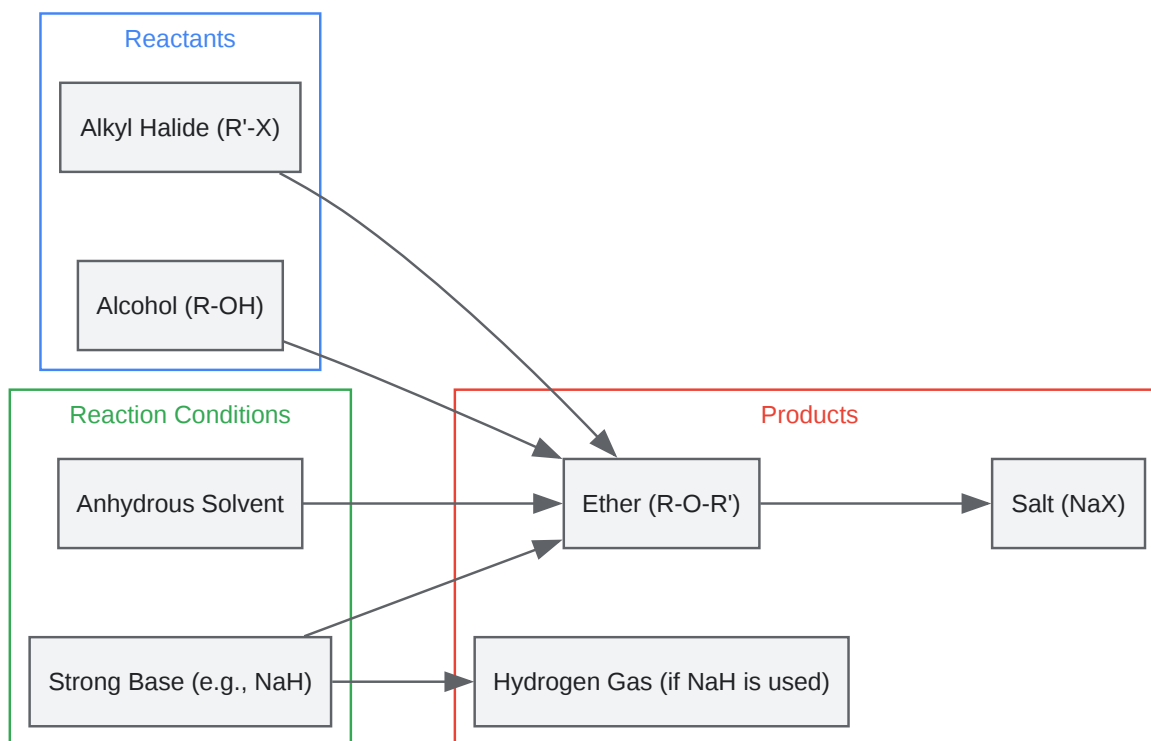 Reactants
Alkyl Halide (R'-X)
Alcohol (R-OH)
Reaction Conditions
Anhydrous Solvent
Strong Base (e.g., NaH)
Products
Ether (R-O-R')
Salt (NaX)
Hydrogen Gas (if NaH is used)